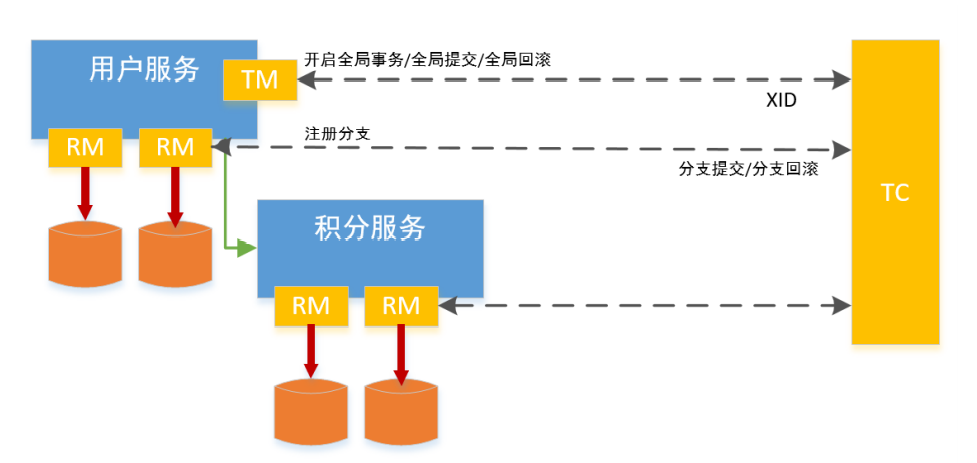 用户服务
TM
开启全局事务/全局提交/全局回滚
XID
RM
RM
注册分支
分支提交/分支回滚
TC
积分服务
RM
RM